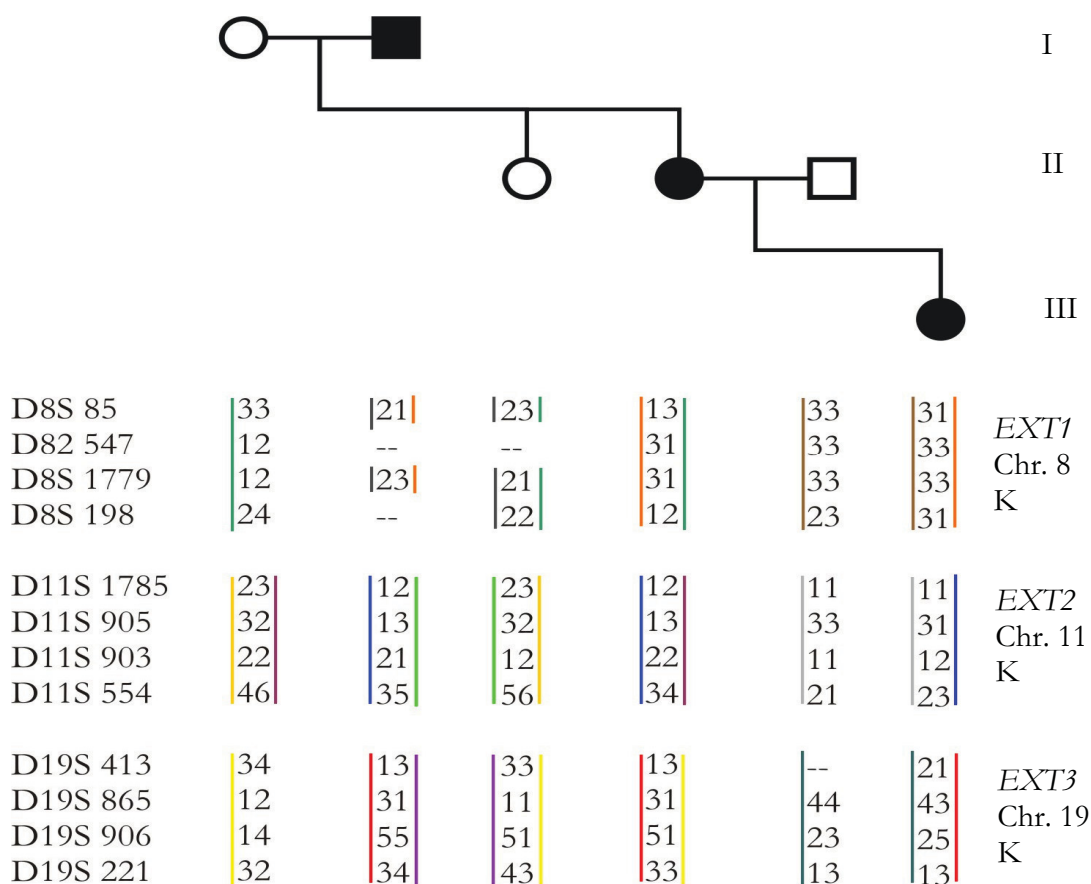 I
II
III
D8S 85 33 21 23 13 33 31
D82 547 12 -- -- 31 33 33
D8S 1779 12 23 21 31 33 33
D8S 198 24 -- 22 12 23 31
EXT1
Chr. 8
K
D11S 1785 23 12 23 12 11 11
D11S 905 32 13 32 13 33 31
D11S 903 22 21 12 22 11 12
D11S 554 46 35 56 34 21 23
EXT2
Chr. 11
K
D19S 413 34 13 33 13 -- 21
D19S 865 12 31 11 31 44 43
D19S 906 14 55 51 51 23 25
D19S 221 32 34 43 33 13 13
EXT3
Chr. 19
K